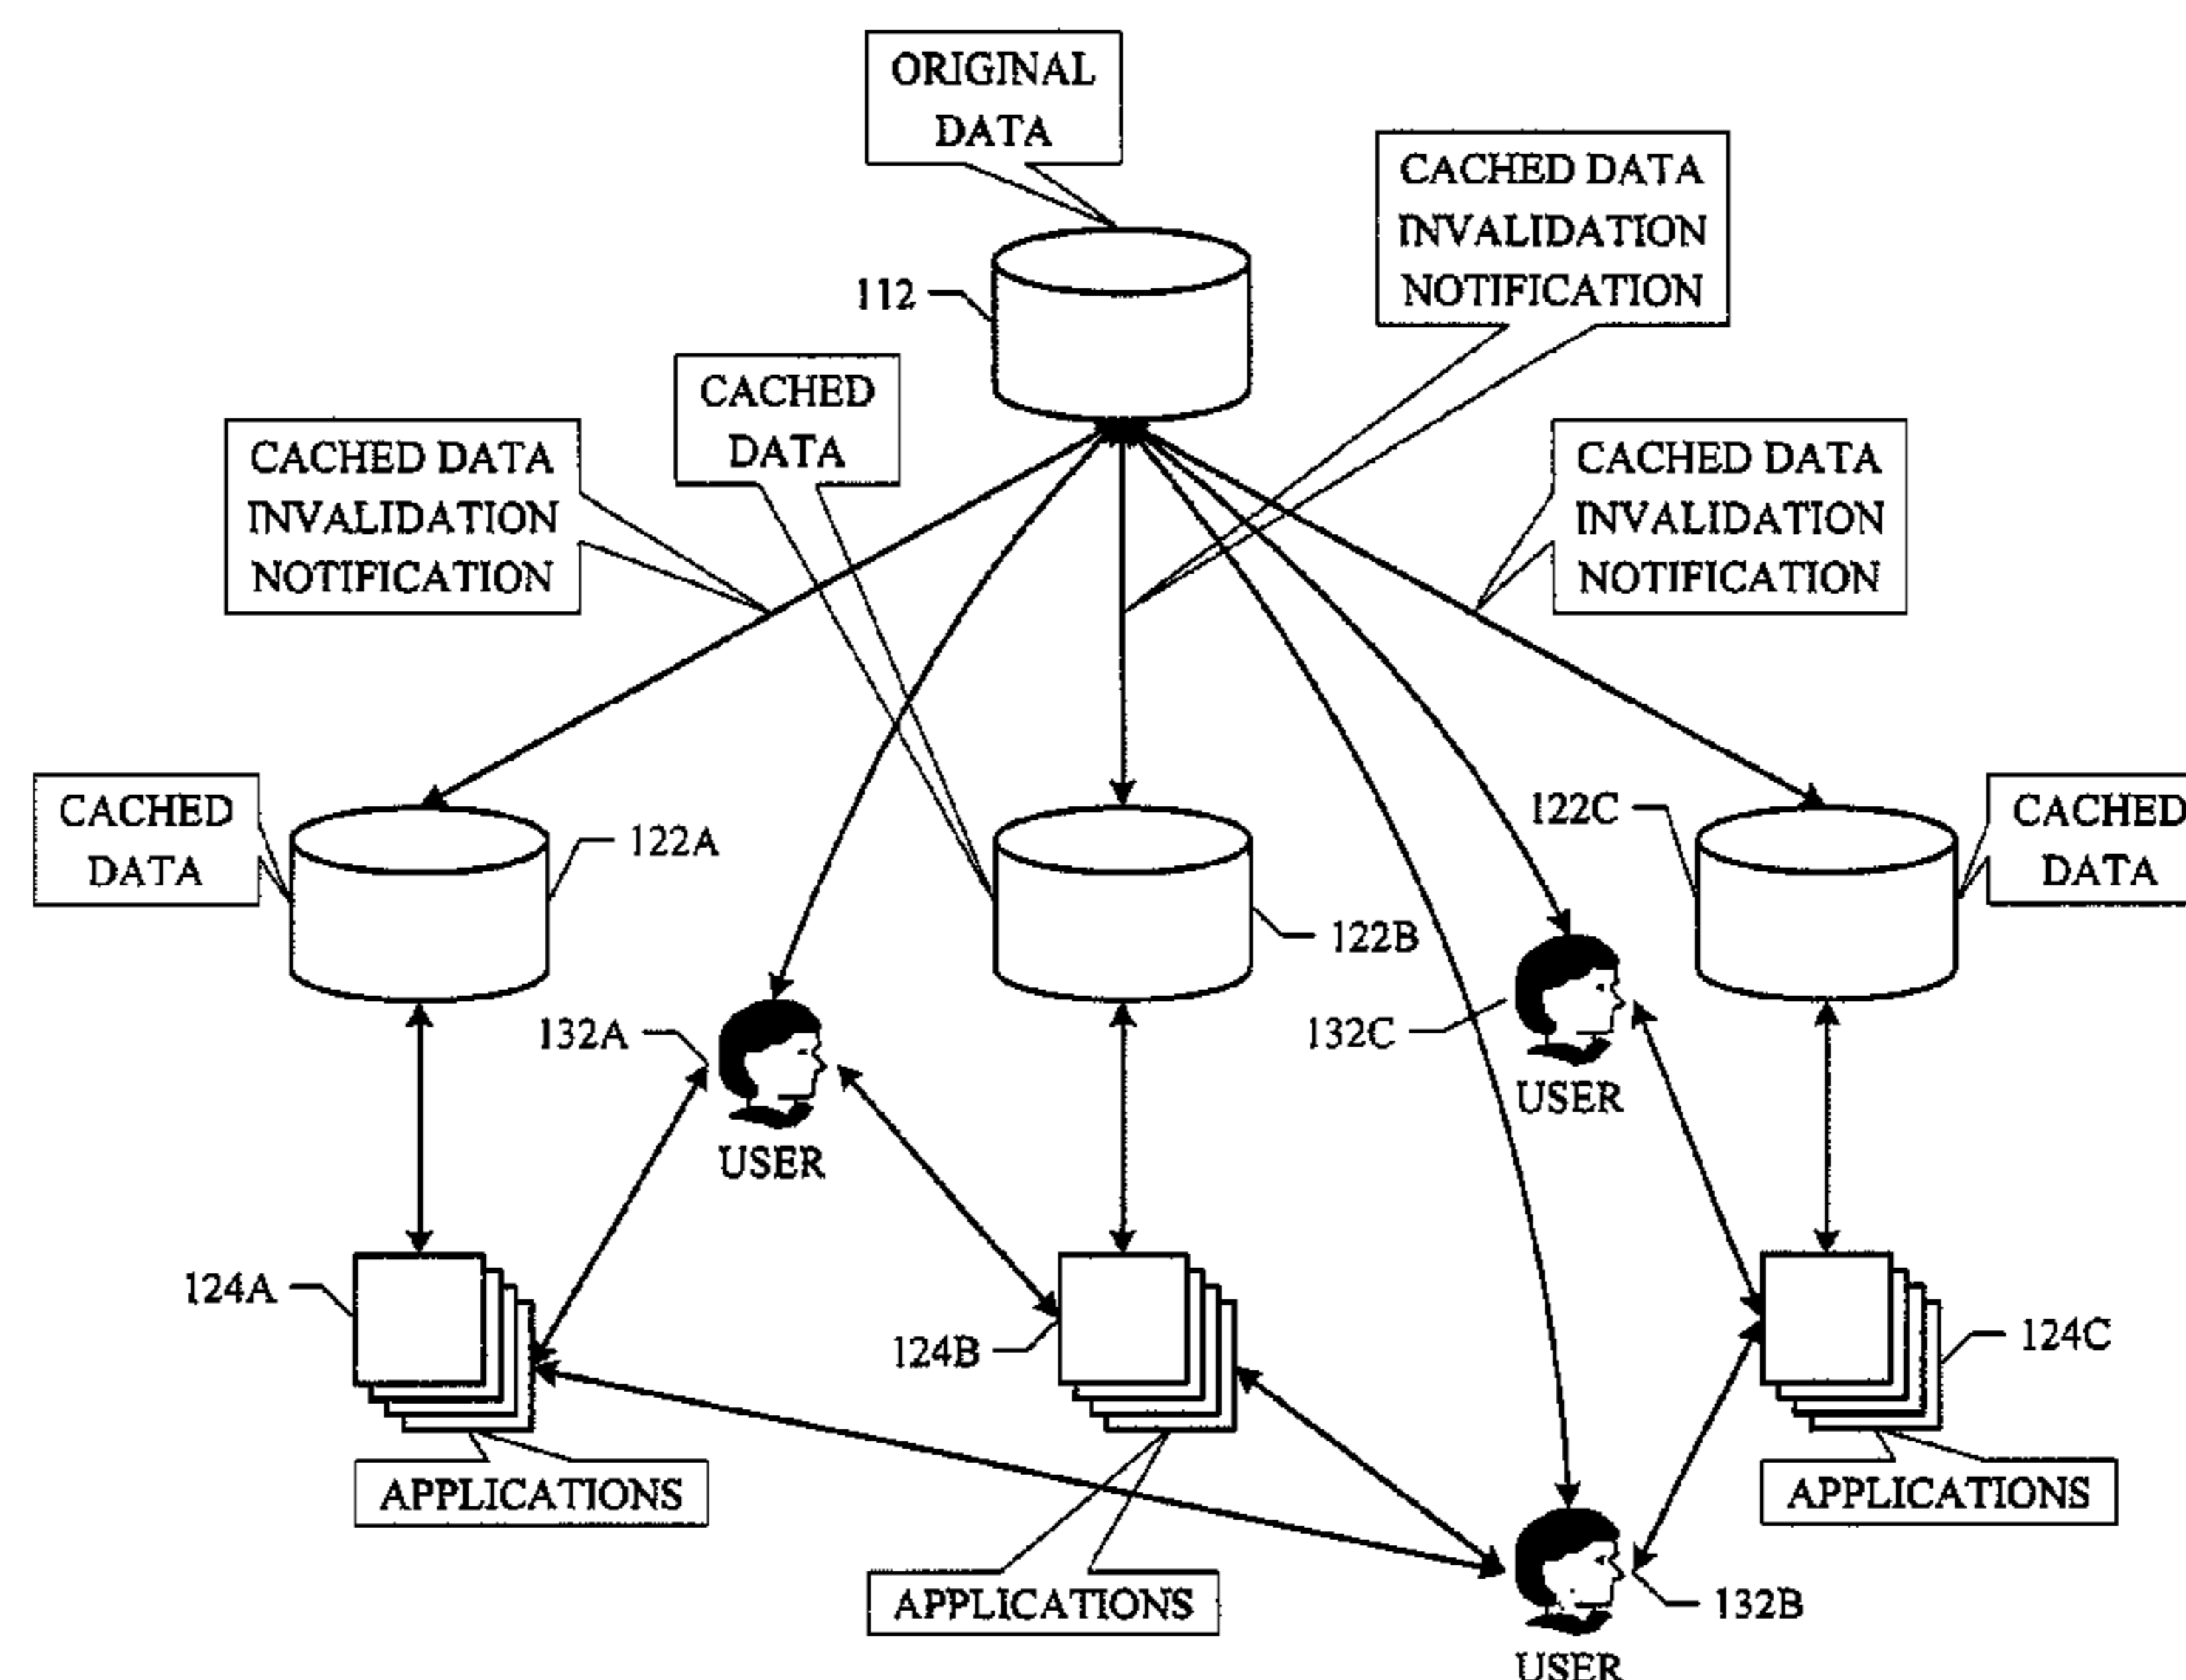 ORIGINAL
DATA
CACHED DATA
INVALIDATION
NOTIFICATION
112
CACHED
DATA
CACHED DATA
INVALIDATION
NOTIFICATION
CACHED DATA
INVALIDATION
NOTIFICATION
CACHED
DATA
122A
122B
122C
CACHED
DATA
132A
USER
132C
USER
124A
124B
124C
APPLICATIONS
APPLICATIONS
APPLICATIONS
132B
USER